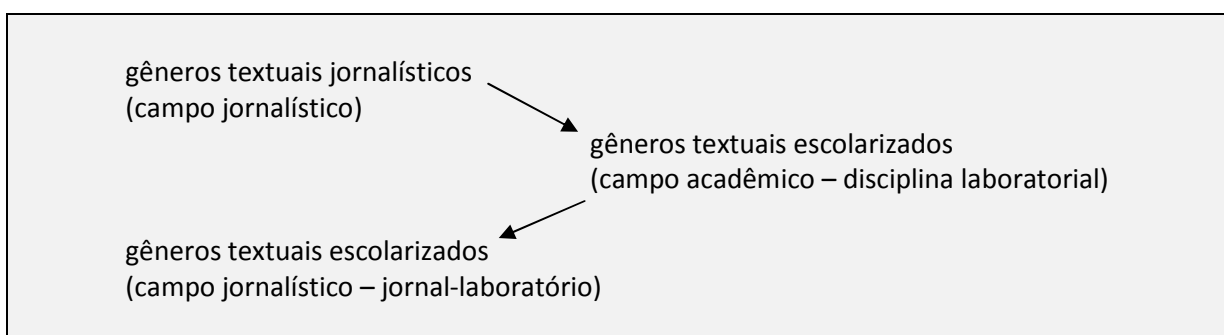 gêneros textuais jornalísticos
(campo jornalístico)
gêneros textuais escolarizados
(campo acadêmico – disciplina laboratorial)
gêneros textuais escolarizados
(campo jornalístico – jornal-laboratório)